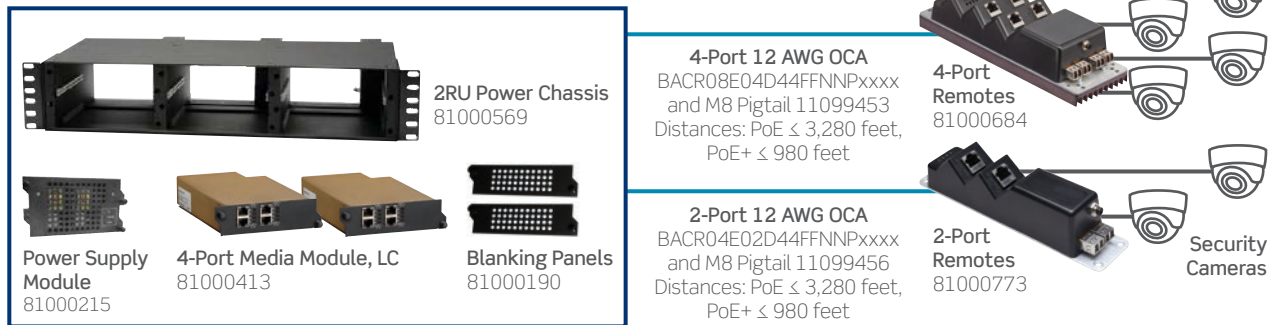 2RU Power Chassis
81000569
Power Supply
Module
81000215
4-Port Media Module, LC
81000413
Blanking Panels
81000190
4-Port 12 AWG OCA
BACR08E04D44FFNNPxxxx
and M8 Pigtail 11099453
Distances: PoE ≤ 3,280 feet,
PoE+ ≤ 980 feet
4-Port
Remotes
81000684
2-Port 12 AWG OCA
BACR04E02D44FFNNPxxxx
and M8 Pigtail 11099456
Distances: PoE ≤ 3,280 feet,
PoE+ ≤ 980 feet
2-Port
Remotes
81000773
Security
Cameras